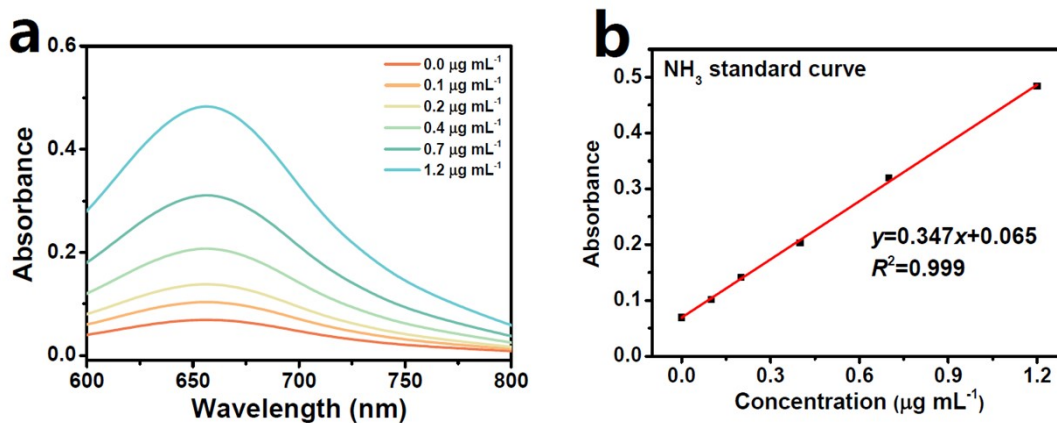 a
Absorbance
0.6
0.4
0.2
0.0
600
650
700
750
800
Wavelength (nm)
0.0 μg mL⁻¹
0.1 μg mL⁻¹
0.2 μg mL⁻¹
0.4 μg mL⁻¹
0.7 μg mL⁻¹
1.2 μg mL⁻¹
b
Absorbance
0.5
0.4
0.3
0.2
0.1
0.0
NH₃ standard curve
y=0.347x+0.065
R²=0.999
0.0
0.3
0.6
0.9
1.2
Concentration (μg mL⁻¹)